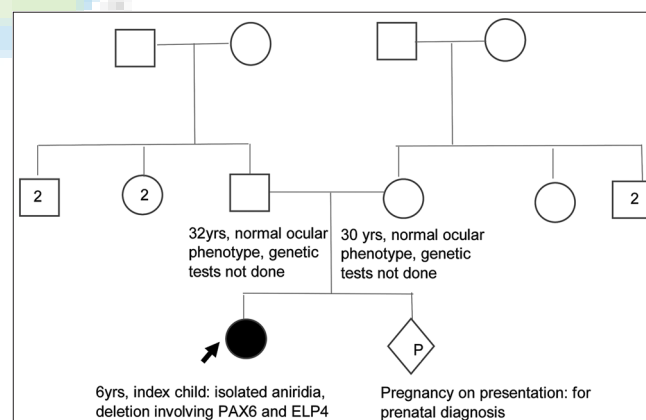 2
2
2
32yrs, normal ocular
phenotype, genetic
tests not done
30 yrs, normal ocular
phenotype, genetic
tests not done
P
6yrs, index child: isolated aniridia,
deletion involving PAX6 and ELP4
Pregnancy on presentation: for
prenatal diagnosis